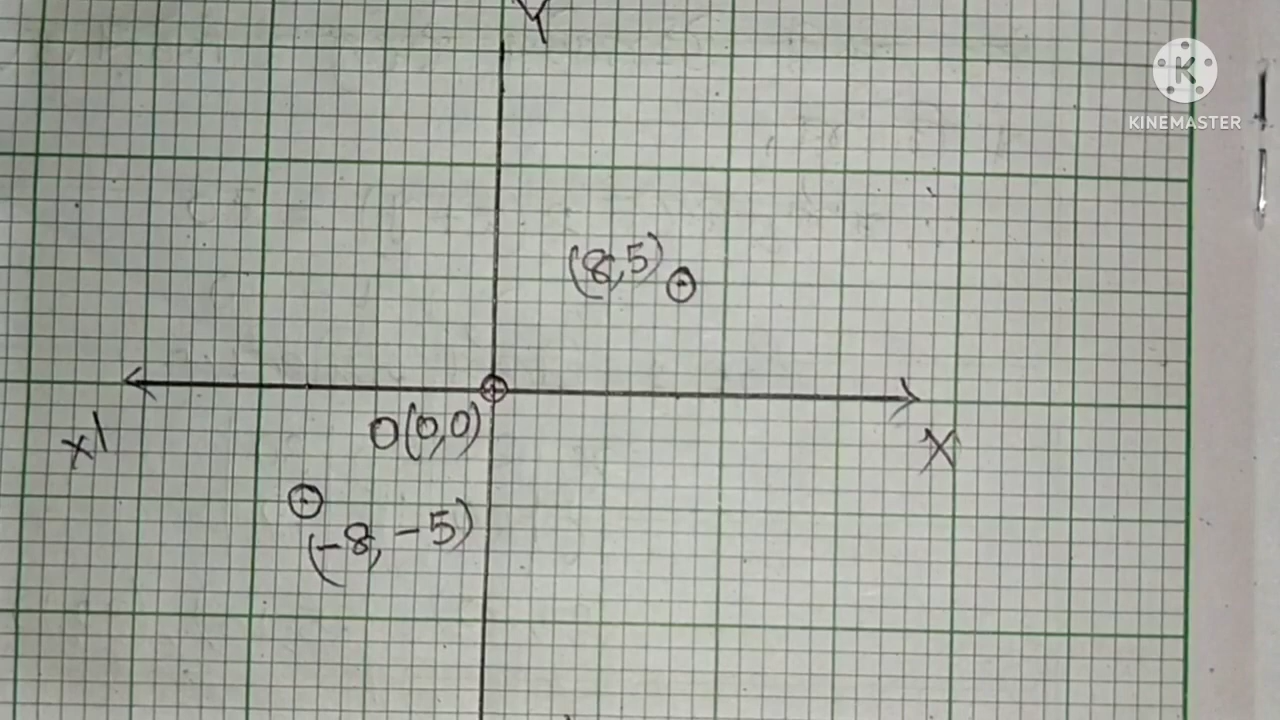 Y
KINEMASTER
(8,5)
O(0,0)
X'
X
(-8, -5)